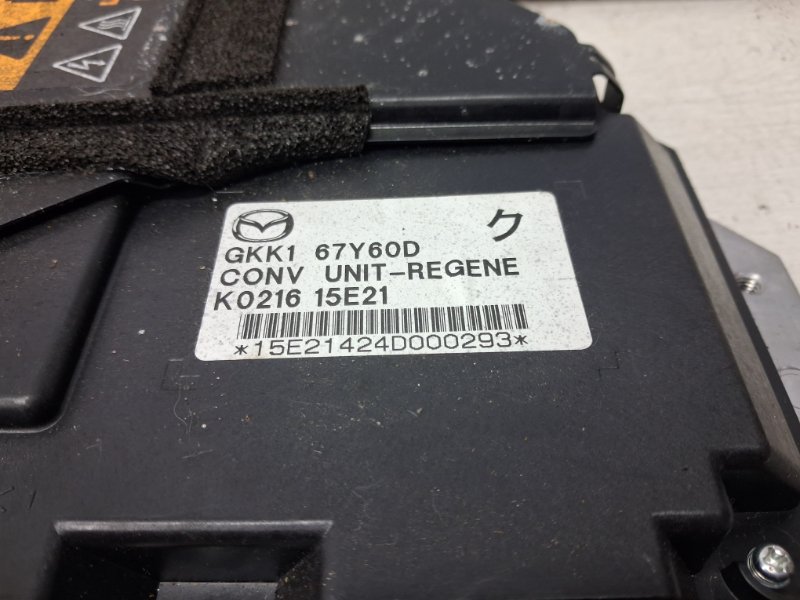 ク
GKK1 67Y60D
CONV UNIT-REGENE
K0216 15E21
*15E21424D000293*